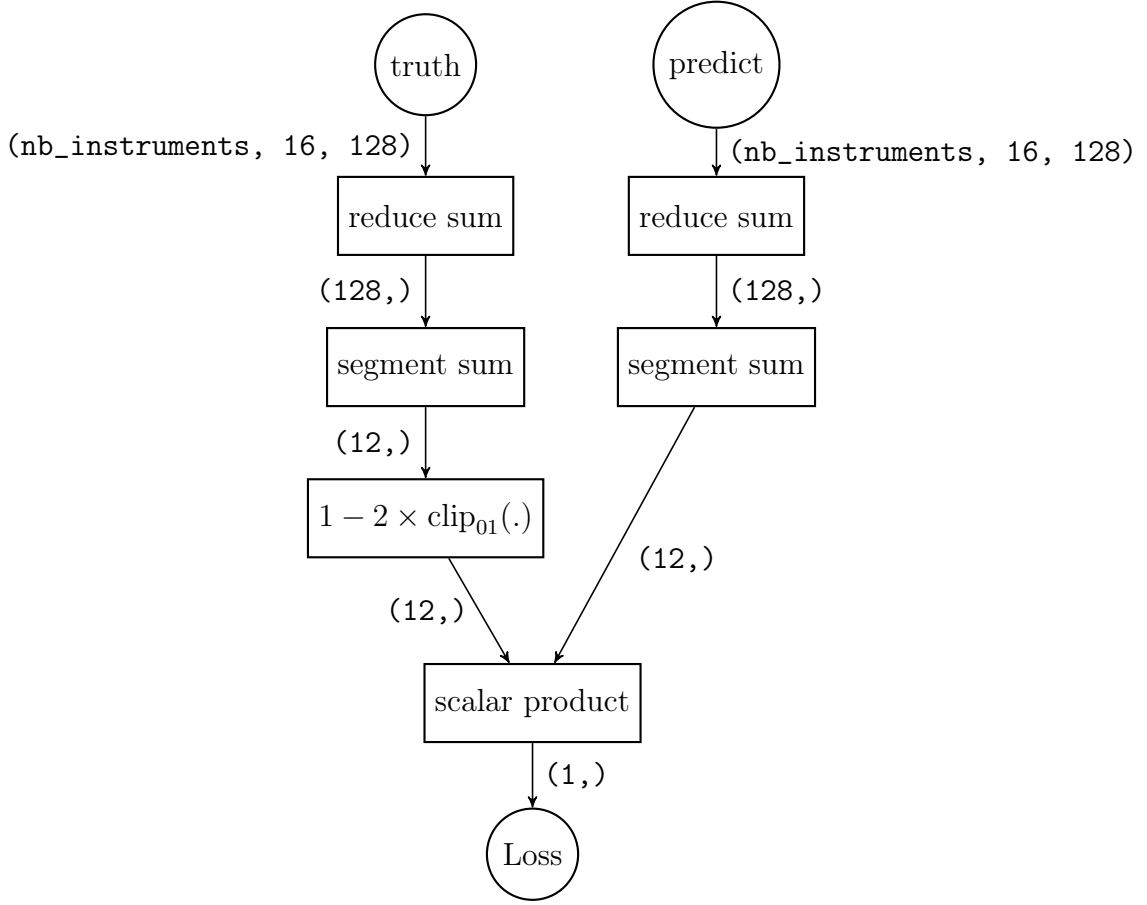 truth
predict
(nb_instruments, 16, 128)
(nb_instruments, 16, 128)
reduce sum
reduce sum
(128,)
(128,)
segment sum
segment sum
(12,)
1 − 2 × clip₀₁(.)
(12,)
(12,)
scalar product
(1,)
Loss